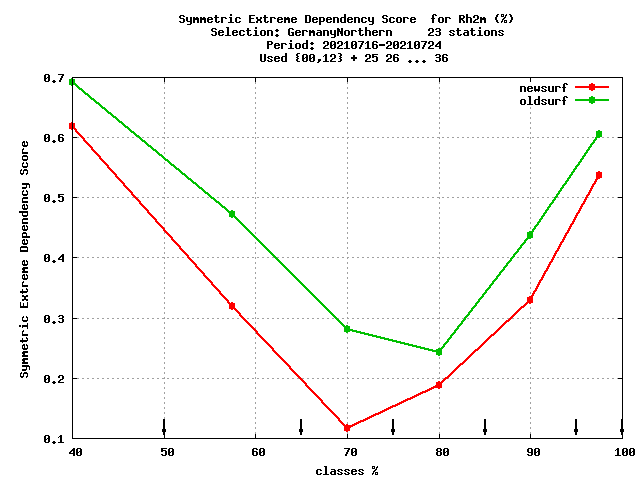 Symmetric Extreme Dependency Score  for Rh2m (%)
Selection: GermanyNorthern     23 stations
Period: 20210716-20210724
Used {00,12} + 25 26 ... 36
newsurf
oldsurf
Symmetric Extreme Dependency Score
0.7
0.6
0.5
0.4
0.3
0.2
0.1
40 50 60 70 80 90 100
classes %